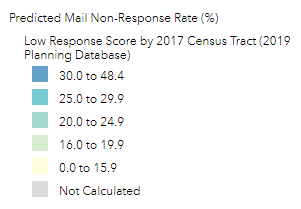 Predicted Mail Non-Response Rate (%)
Low Response Score by 2017 Census Tract (2019
Planning Database)
30.0 to 48.4
25.0 to 29.9
20.0 to 24.9
16.0 to 19.9
0.0 to 15.9
Not Calculated